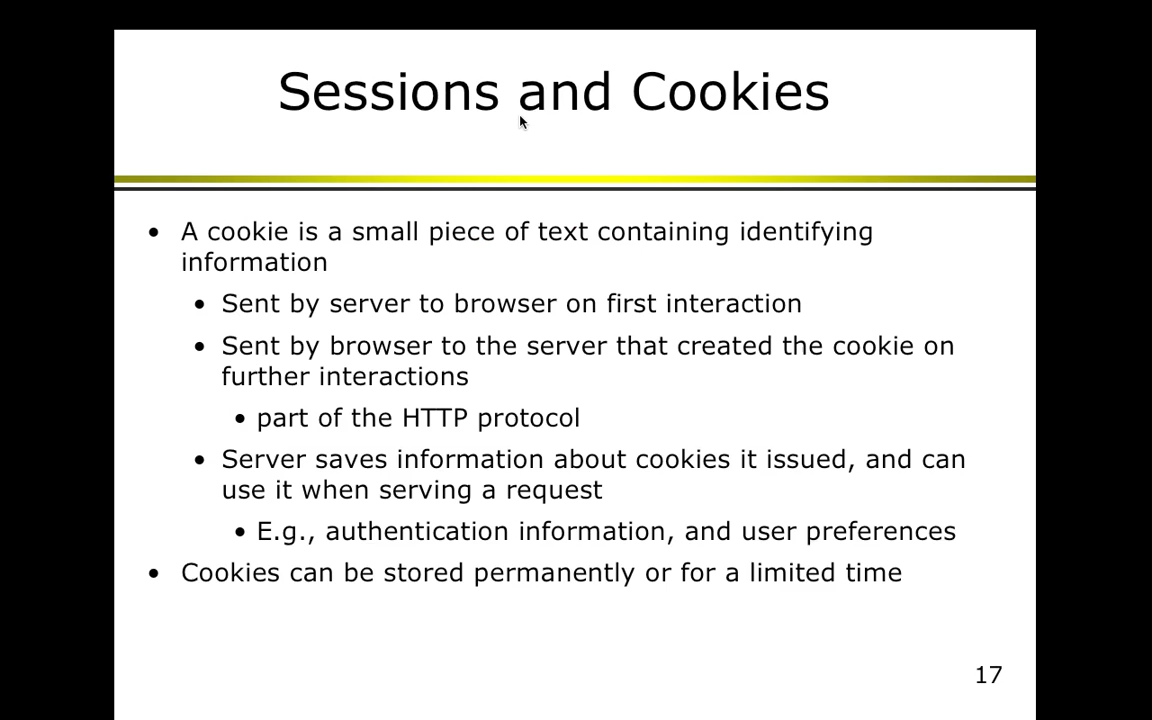 Sessions and Cookies
• A cookie is a small piece of text containing identifying
information
• Sent by server to browser on first interaction
• Sent by browser to the server that created the cookie on
further interactions
• part of the HTTP protocol
• Server saves information about cookies it issued, and can
use it when serving a request
• E.g., authentication information, and user preferences
• Cookies can be stored permanently or for a limited time
17